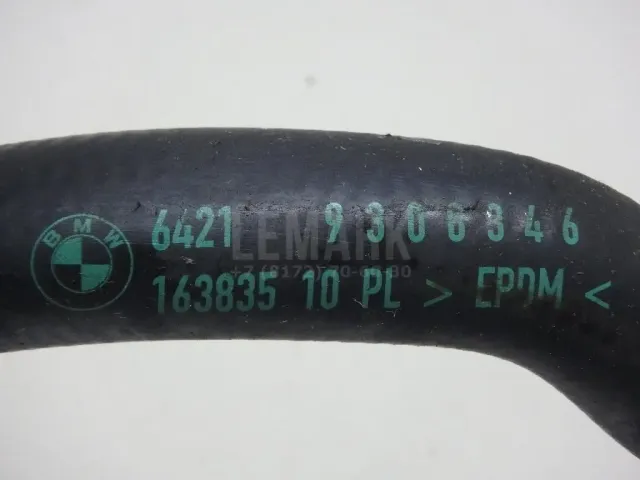 BMW
6421 9306346
163835 10 PL > EPDM <
LEMARK